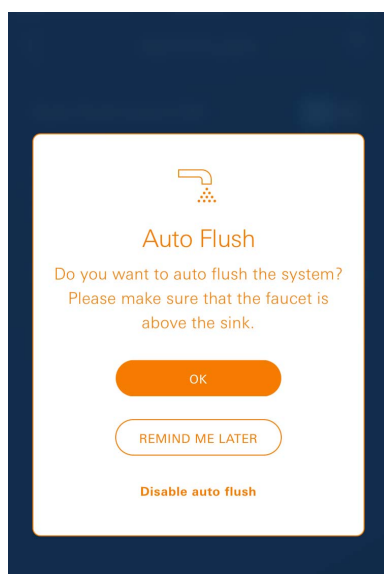 Auto Flush
Do you want to auto flush the system?
Please make sure that the faucet is
above the sink.
OK
REMIND ME LATER
Disable auto flush